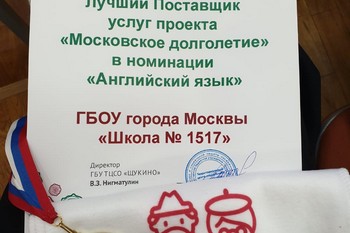 Лучший Поставщик
услуг проекта
«Московское долголетие»
в номинации
«Английский язык»
ГБОУ города Москвы
«Школа № 1517»
Директор
ГБУ ТЦСО «ЩУКИНО»
В.З. Нигматулин